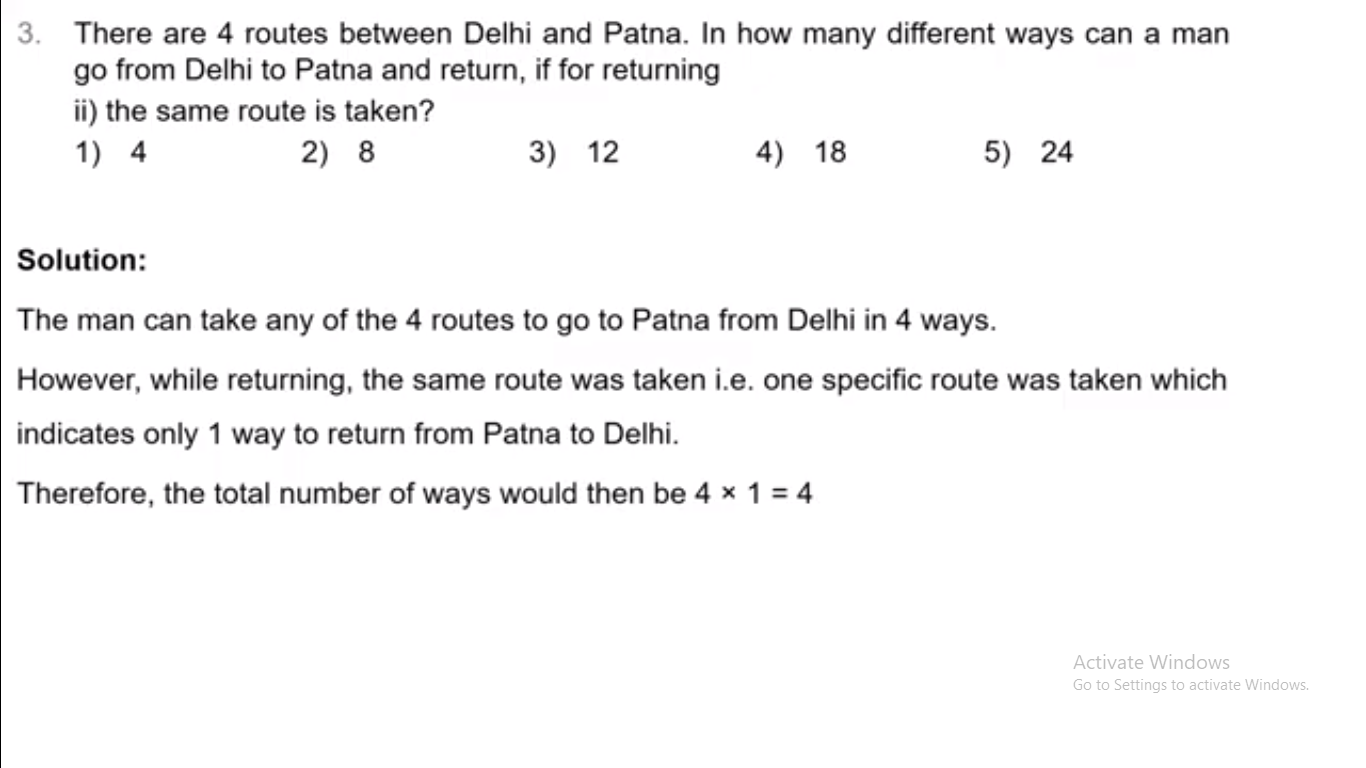 3. There are 4 routes between Delhi and Patna. In how many different ways can a man
go from Delhi to Patna and return, if for returning
ii) the same route is taken?
1) 4 2) 8 3) 12 4) 18 5) 24
Solution:
The man can take any of the 4 routes to go to Patna from Delhi in 4 ways.
However, while returning, the same route was taken i.e. one specific route was taken which
indicates only 1 way to return from Patna to Delhi.
Therefore, the total number of ways would then be 4 × 1 = 4
Activate Windows
Go to Settings to activate Windows.